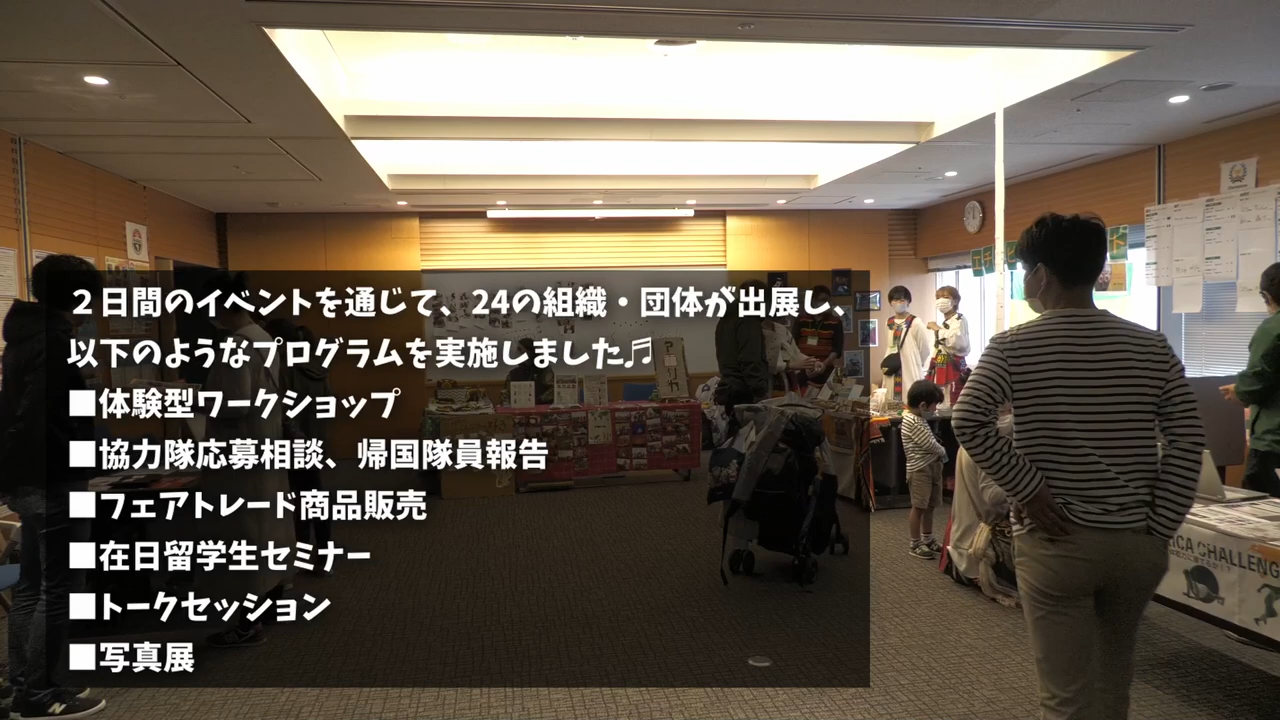 ２日間のイベントを通じて、24の組織・団体が出展し、
以下のようなプログラムを実施しました♫
■体験型ワークショップ
■協力隊応募相談、帰国隊員報告
■フェアトレード商品販売
■在日留学生セミナー
■トークセッション
■写真展
ICA CHALLENG